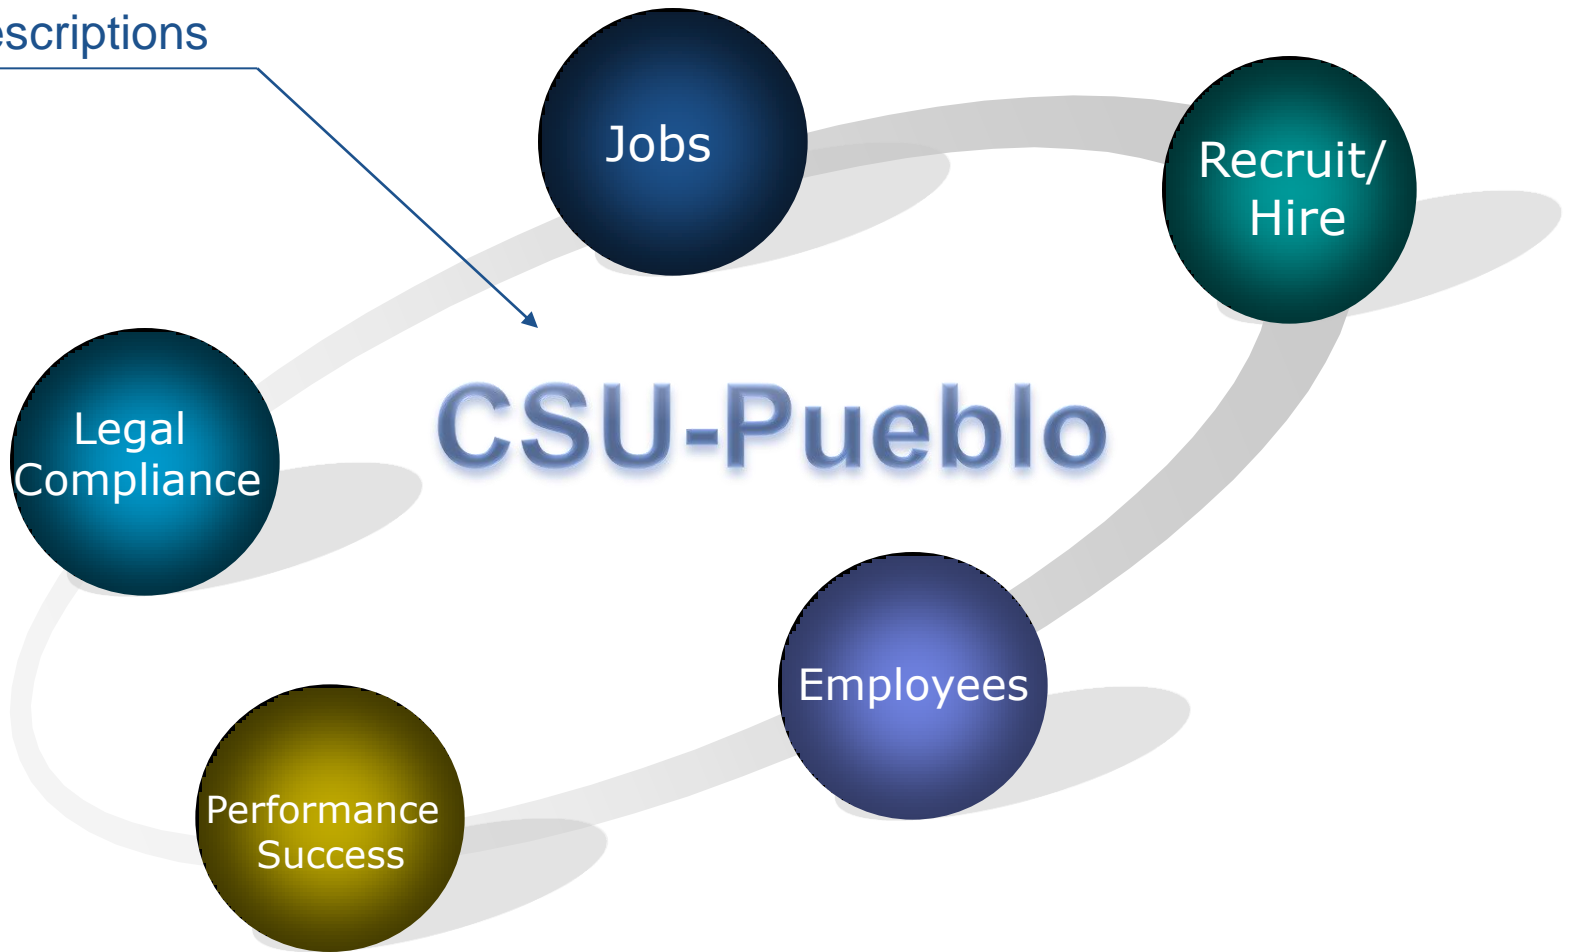 escriptions
Jobs
Recruit/
Hire
Legal
Compliance
CSU-Pueblo
Employees
Performance
Success